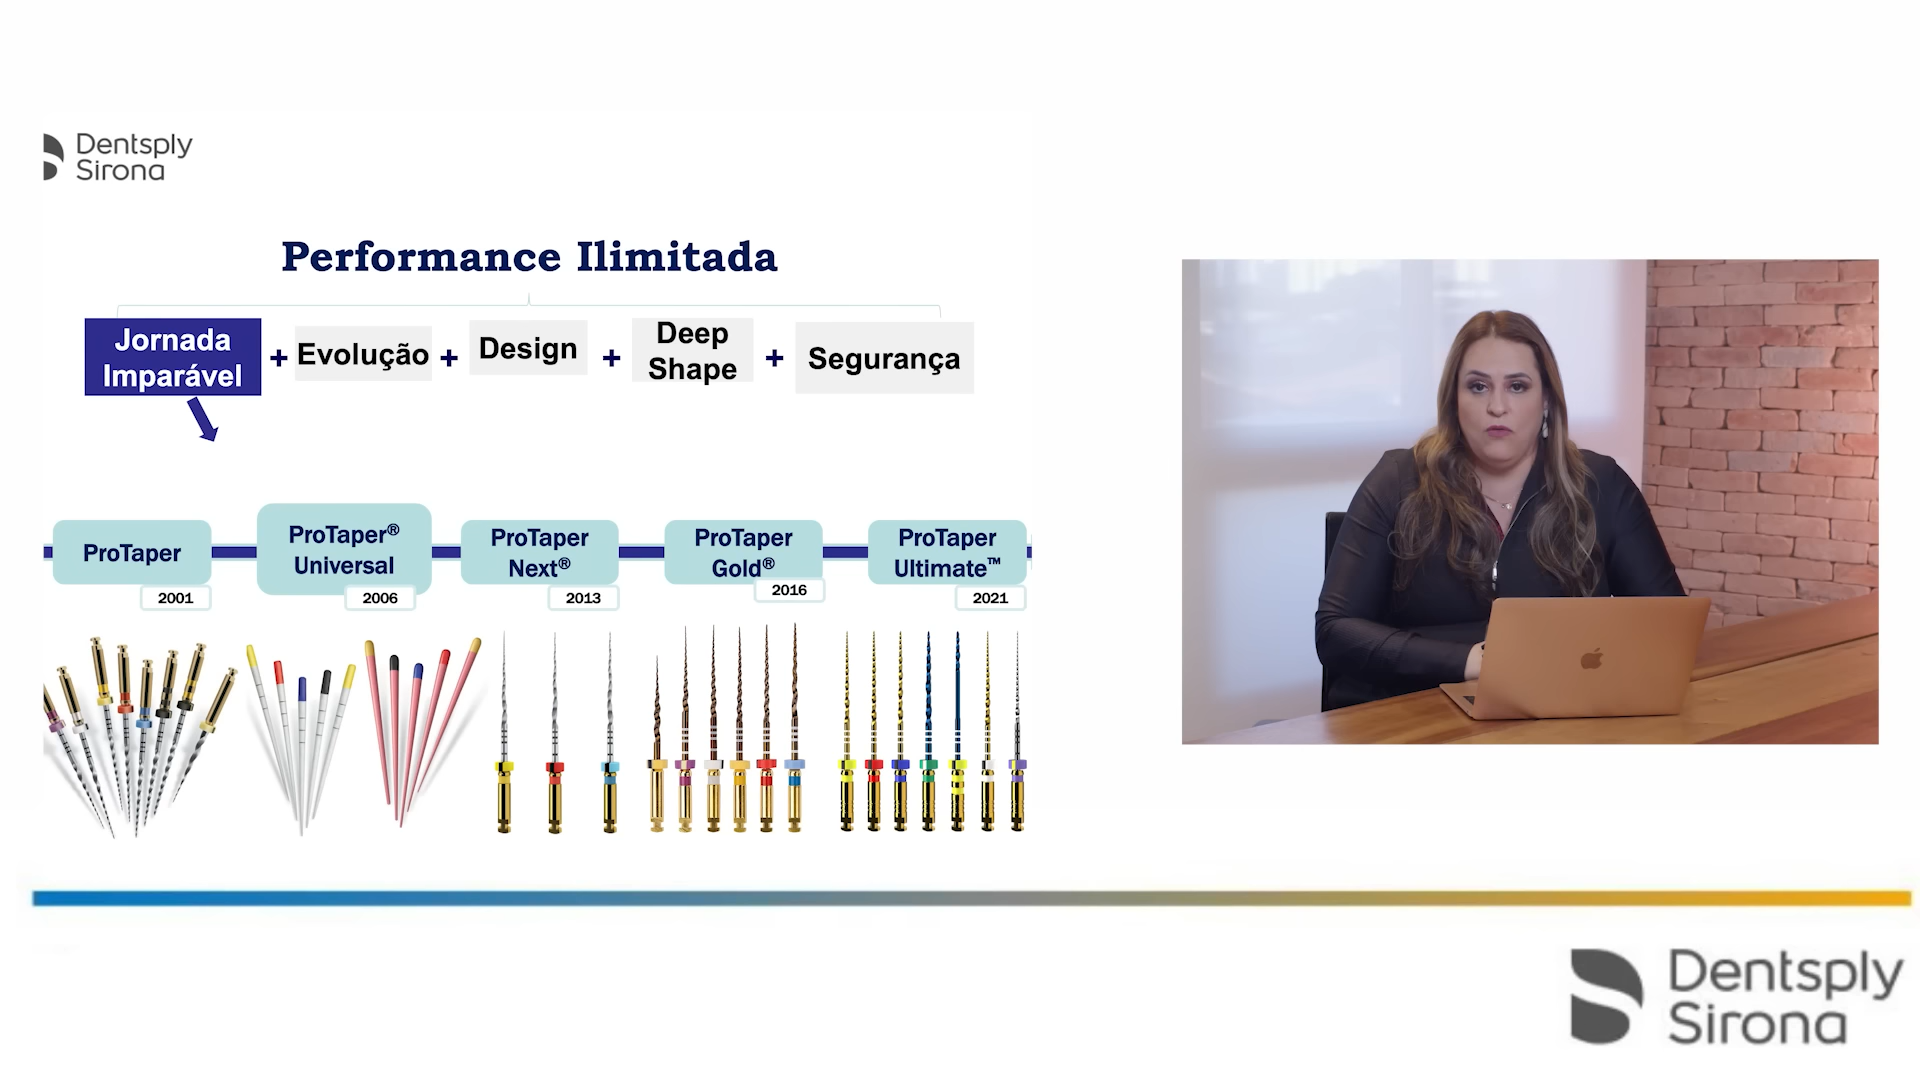 Dentsply
Sirona
Performance Ilimitada
Jornada
Imparável
+ Evolução + Design + Deep
Shape + Segurança
ProTaper
2001
ProTaper®
Universal
2006
ProTaper
Next®
2013
ProTaper
Gold®
2016
ProTaper
Ultimate™
2021
Dentsply
Sirona